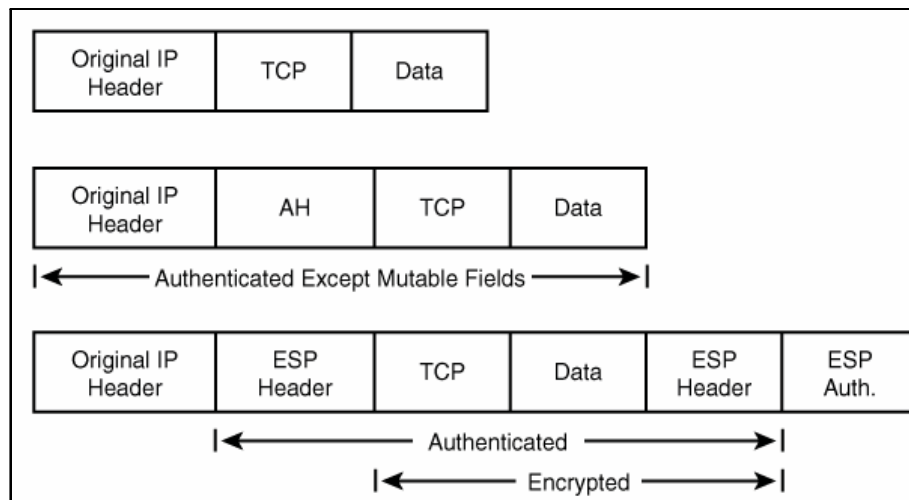 Original IP
Header
TCP
Data
Original IP
Header
AH
TCP
Data
Authenticated Except Mutable Fields
Original IP
Header
ESP
Header
TCP
Data
ESP
Header
ESP
Auth.
Authenticated
Encrypted